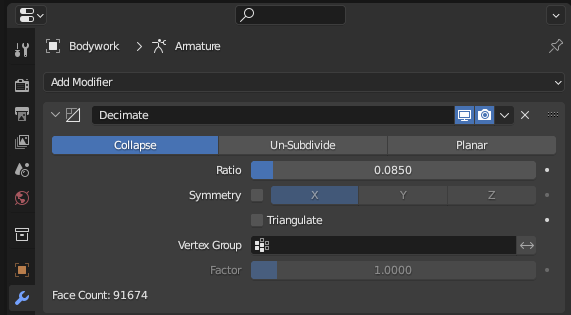 Bodywork > Armature
Add Modifier
Decimate
Collapse Un-Subdivide Planar
Ratio 0.0850
Symmetry X Y Z
Triangulate
Vertex Group
Factor 1.0000
Face Count: 91674